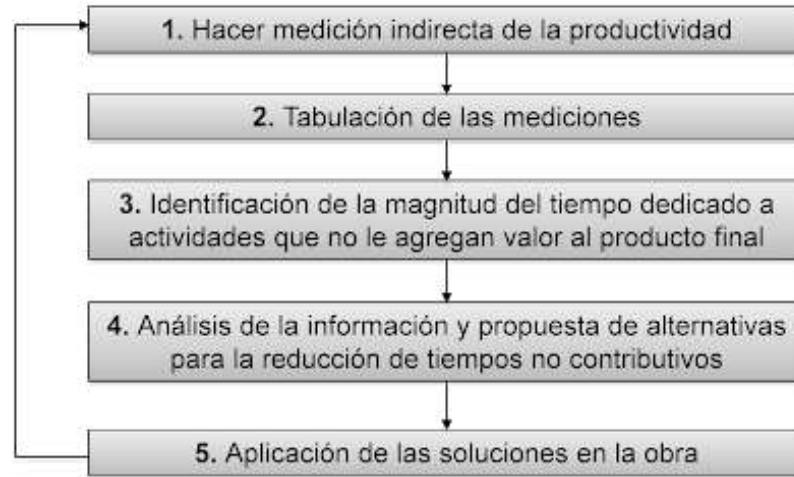 1. Hacer medición indirecta de la productividad
2. Tabulación de las mediciones
3. Identificación de la magnitud del tiempo dedicado a
actividades que no le agregan valor al producto final
4. Análisis de la información y propuesta de alternativas
para la reducción de tiempos no contributivos
5. Aplicación de las soluciones en la obra